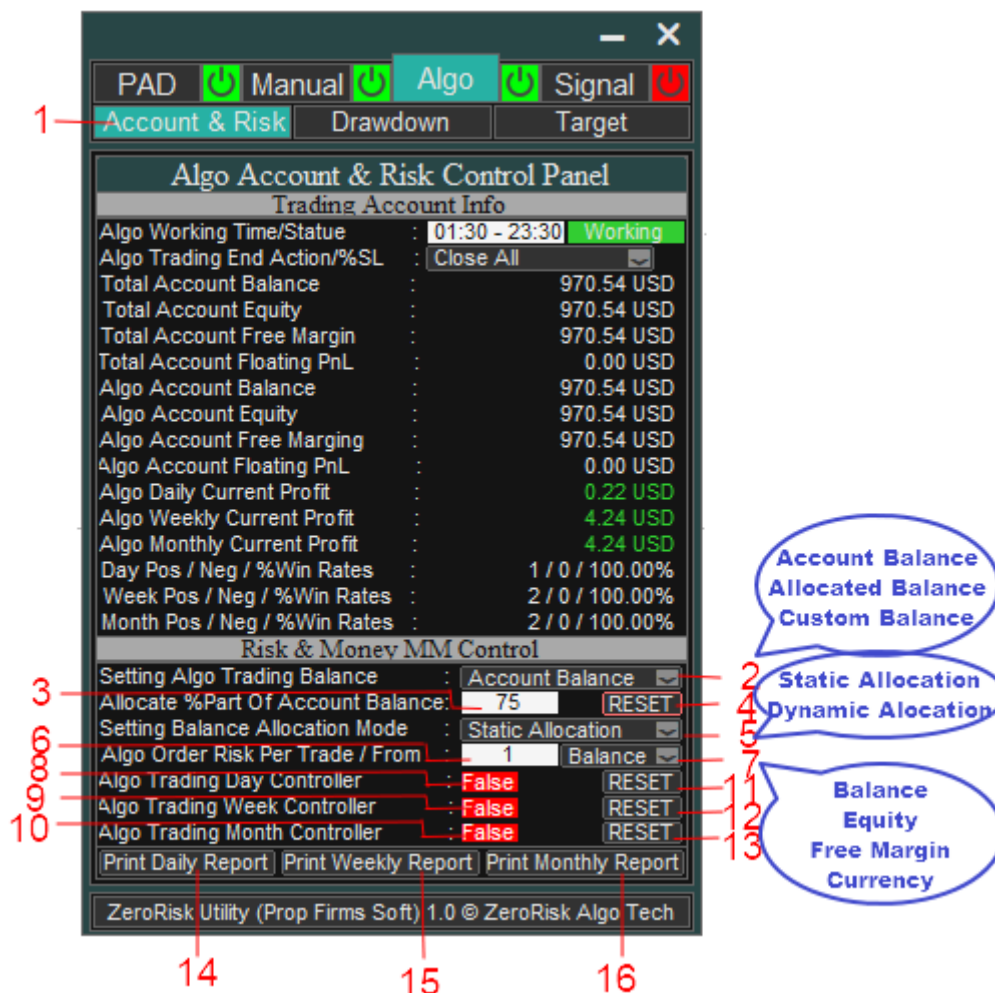 PAD Manual Algo Signal
1 Account & Risk Drawdown Target
Algo Account & Risk Control Panel
Trading Account Info
Algo Working Time/Statue : 01:30 - 23:30 Working
Algo Trading End Action/%SL : Close All
Total Account Balance : 970.54 USD
Total Account Equity : 970.54 USD
Total Account Free Margin : 970.54 USD
Total Account Floating PnL : 0.00 USD
Algo Account Balance : 970.54 USD
Algo Account Equity : 970.54 USD
Algo Account Free Marging : 970.54 USD
Algo Account Floating PnL : 0.00 USD
Algo Daily Current Profit : 0.22 USD
Algo Weekly Current Profit : 4.24 USD
Algo Monthly Current Profit : 4.24 USD
Day Pos / Neg / %Win Rates : 1 / 0 / 100.00%
Week Pos / Neg / %Win Rates : 2 / 0 / 100.00%
Month Pos / Neg / %Win Rates : 2 / 0 / 100.00%
Risk & Money MM Control
Setting Algo Trading Balance : Account Balance 2
3 Allocate %Part Of Account Balance: 75 RESET 4
Setting Balance Allocation Mode : Static Allocation 5
6 Algo Order Risk Per Trade / From : 1 Balance 7
8 Algo Trading Day Controller : False RESET 11
9 Algo Trading Week Controller : False RESET 12
10 Algo Trading Month Controller : False RESET 13
Print Daily Report Print Weekly Report Print Monthly Report
ZeroRisk Utility (Prop Firms Soft) 1.0 © ZeroRisk Algo Tech
14 15 16
Account Balance
Allocated Balance
Custom Balance
Static Allocation
Dynamic Alocation
Balance
Equity
Free Margin
Currency